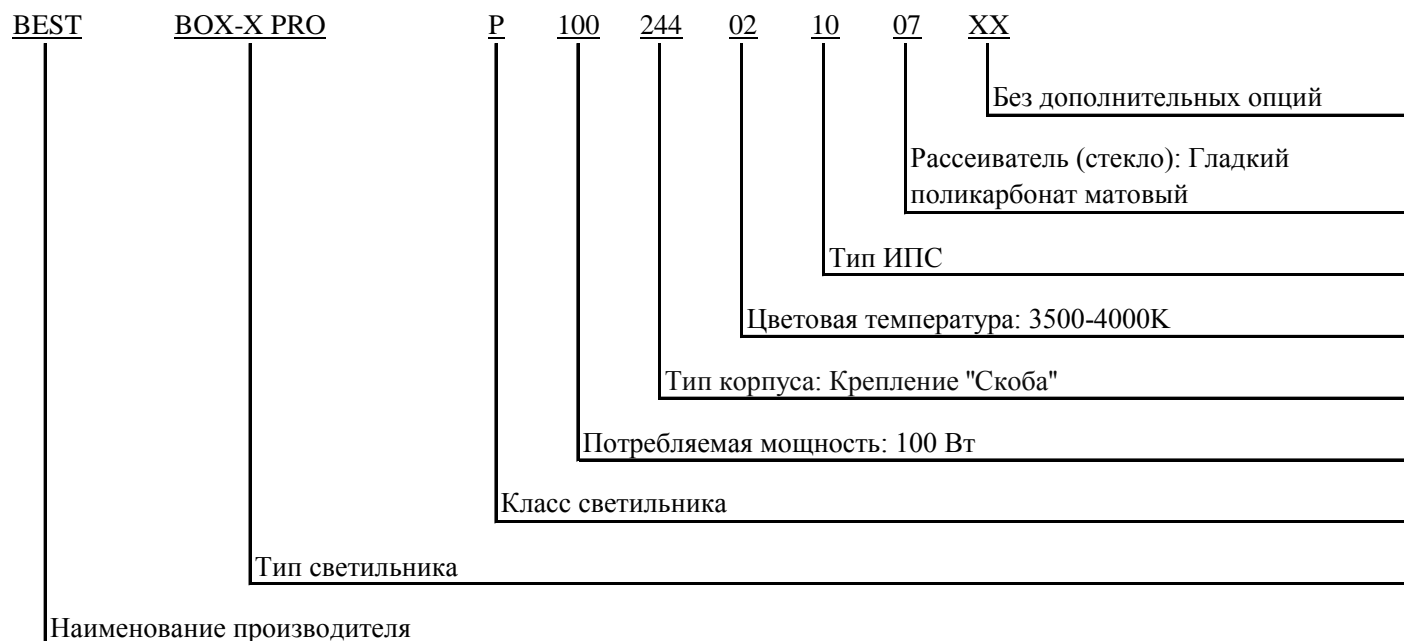 BEST BOX-X PRO P 100 244 02 10 07 XX
Без дополнительных опций
Рассеиватель (стекло): Гладкий
поликарбонат матовый
Тип ИПС
Цветовая температура: 3500-4000К
Тип корпуса: Крепление "Скоба"
Потребляемая мощность: 100 Вт
Класс светильника
Тип светильника
Наименование производителя